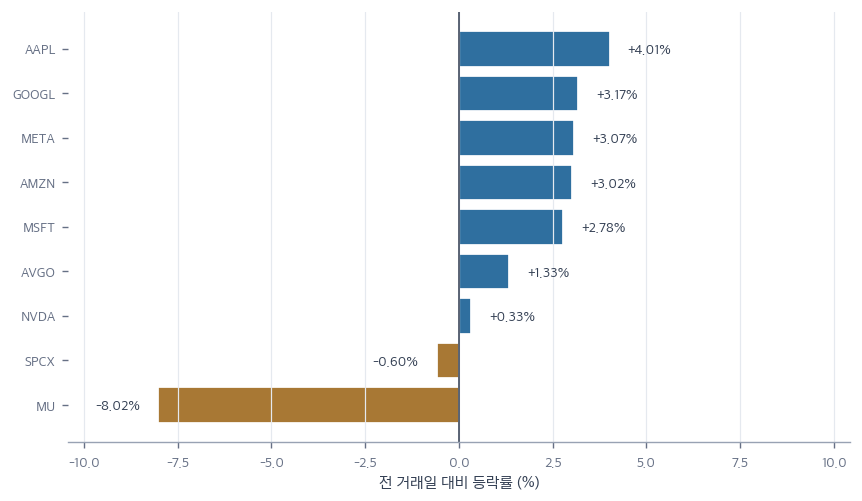 AAPL +4.01%
GOOGL +3.17%
META +3.07%
AMZN +3.02%
MSFT +2.78%
AVGO +1.33%
NVDA +0.33%
SPCX -0.60%
MU -8.02%
-10.0 -7.5 -5.0 -2.5 0.0 2.5 5.0 7.5 10.0
전 거래일 대비 등락률 (%)